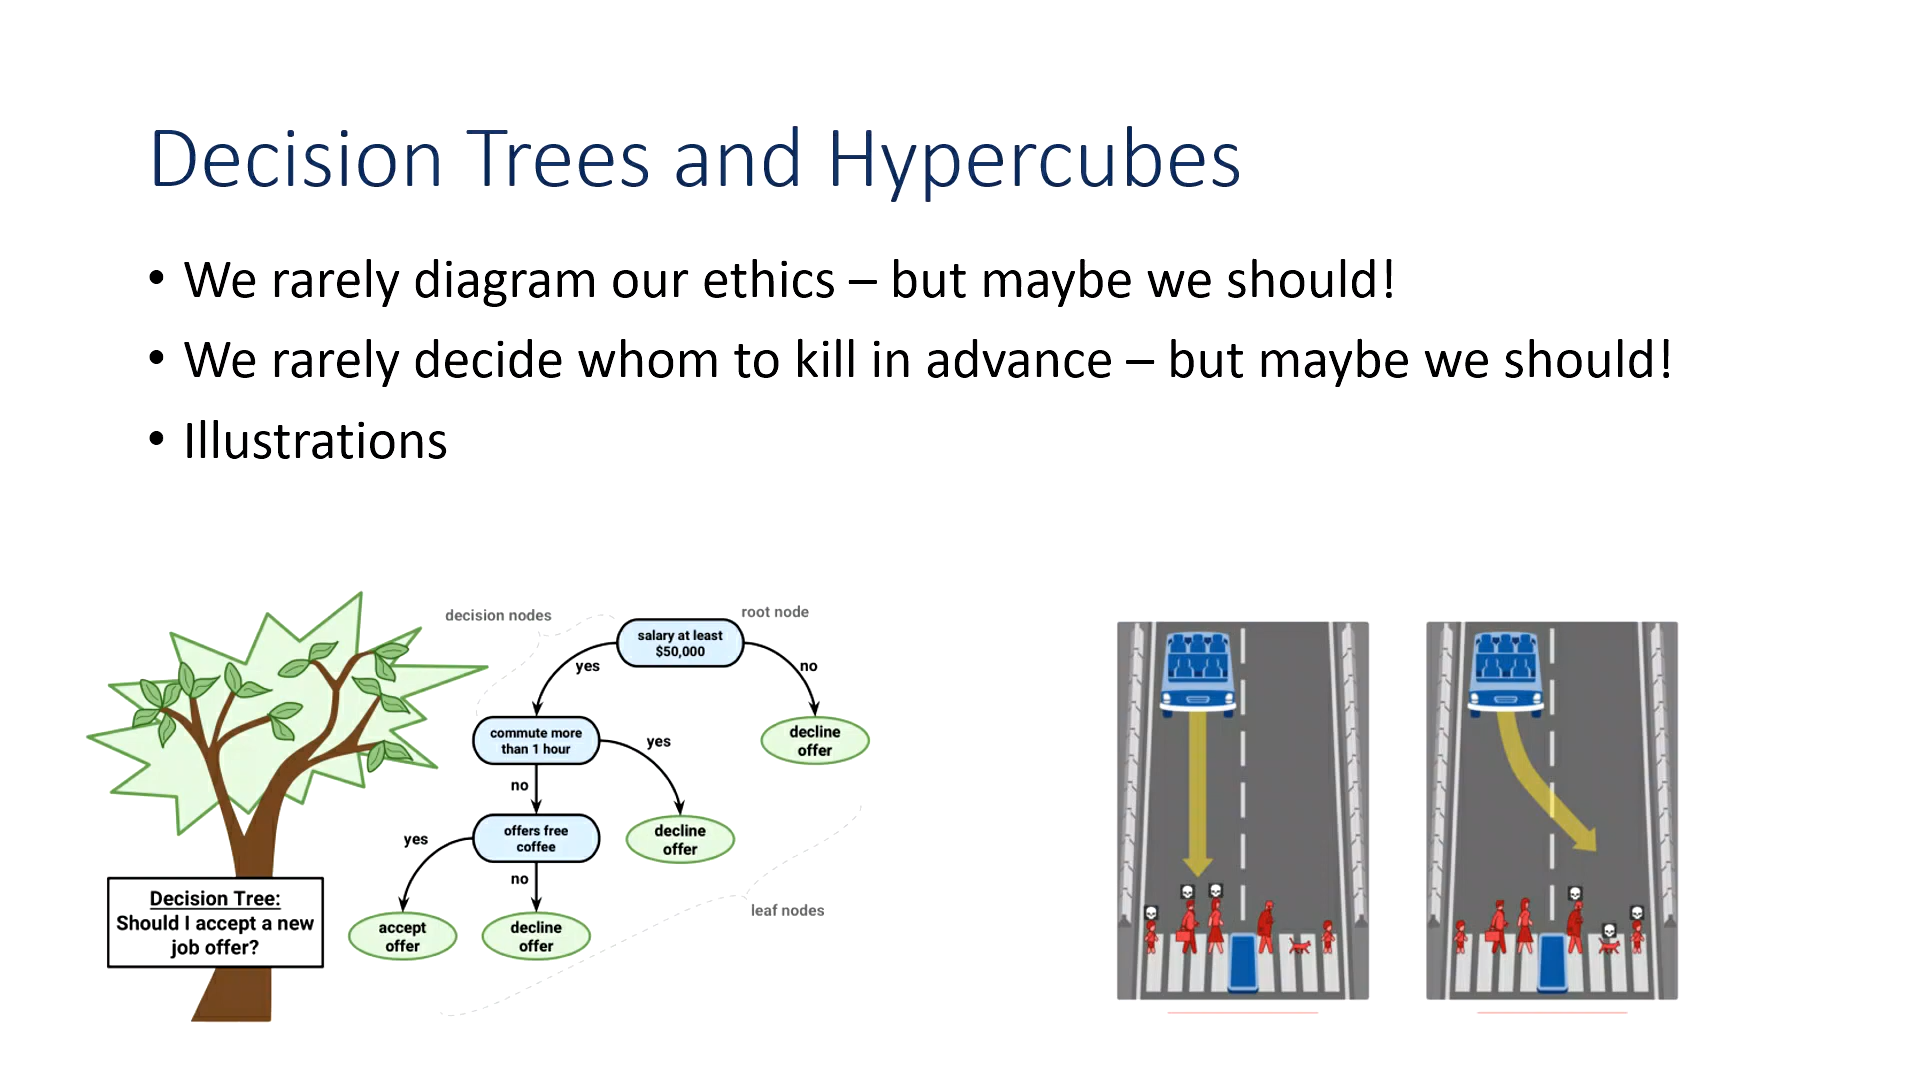 Decision Trees and Hypercubes
• We rarely diagram our ethics – but maybe we should!
• We rarely decide whom to kill in advance – but maybe we should!
• Illustrations
decision nodes
root node
salary at least
$50,000
yes
no
commute more
than 1 hour
yes
decline
offer
no
offers free
coffee
decline
offer
yes
no
leaf nodes
accept
offer
decline
offer
Decision Tree:
Should I accept a new
job offer?